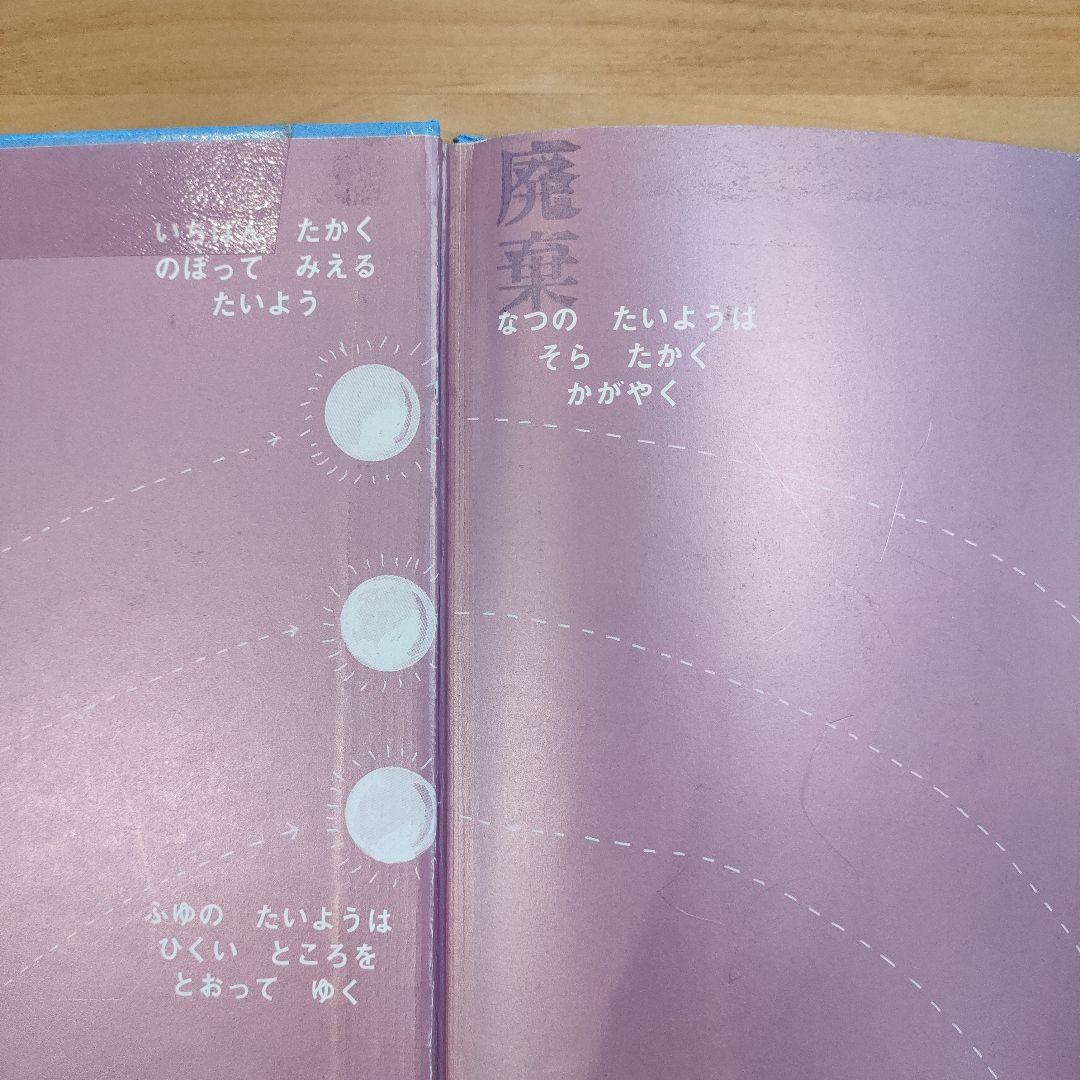 いちばん　たかく
のぼって　みえる
たいよう
廃棄
なつの　たいようは
そら　たかく
かがやく
ふゆの　たいようは
ひくい　ところを
とおって　ゆく